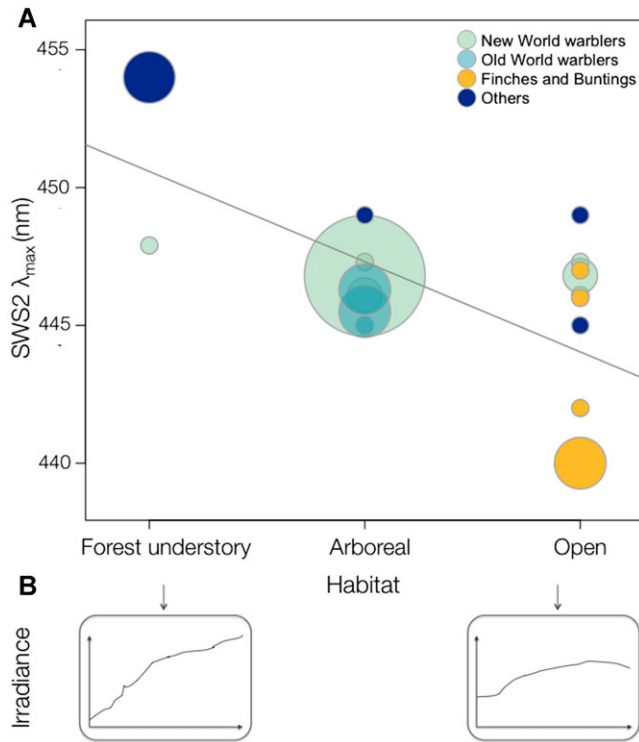 A
New World warblers
Old World warblers
Finches and Buntings
Others
455
450
445
440
SWS2 λmax (nm)
Forest understory
Arboreal
Open
Habitat
B
Irradiance